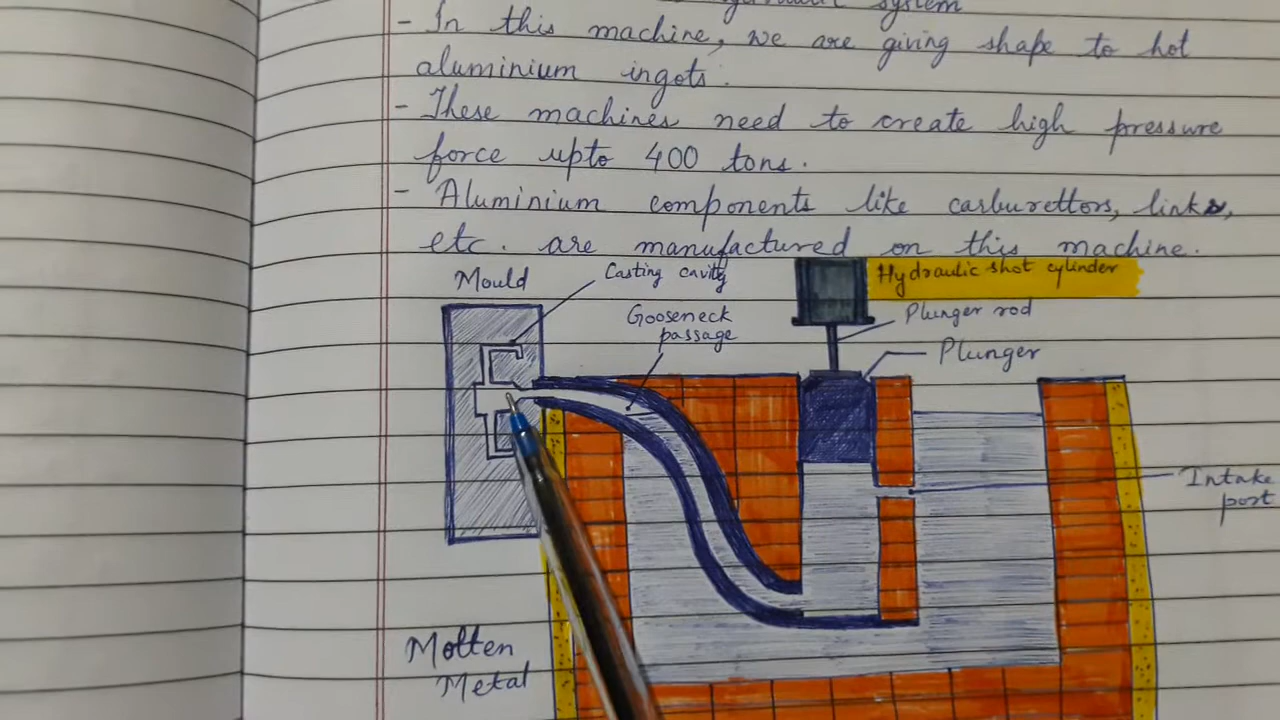 system
- In this machine, we are giving shape to hot
aluminium ingots.
- These machines need to create high pressure
force upto 400 tons.
- Aluminium components like carburettors, links,
etc. are manufactured on this machine.
Mould
Casting cavity
Hydraulic shot cylinder
Gooseneck
passage
Plunger rod
Plunger
Intake
port
Molten
Metal